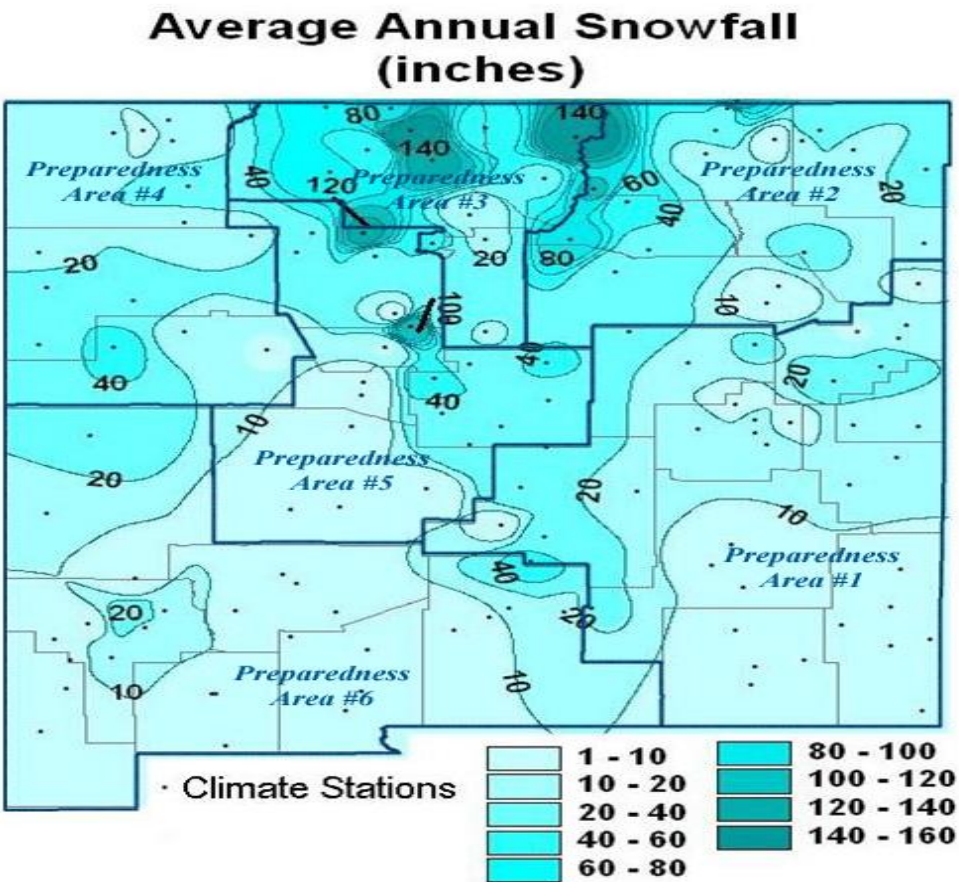 Average Annual Snowfall
(inches)
80
140
140
Preparedness
Area #4
40
120
Preparedness
Area #3
60
40
Preparedness
Area #2
20
20
20
80
10
100
40
40
20
40
10
Preparedness
Area #5
20
20
10
Preparedness
Area #1
40
20
20
10
Preparedness
Area #6
10
Climate Stations
1 - 10
10 - 20
20 - 40
40 - 60
60 - 80
80 - 100
100 - 120
120 - 140
140 - 160